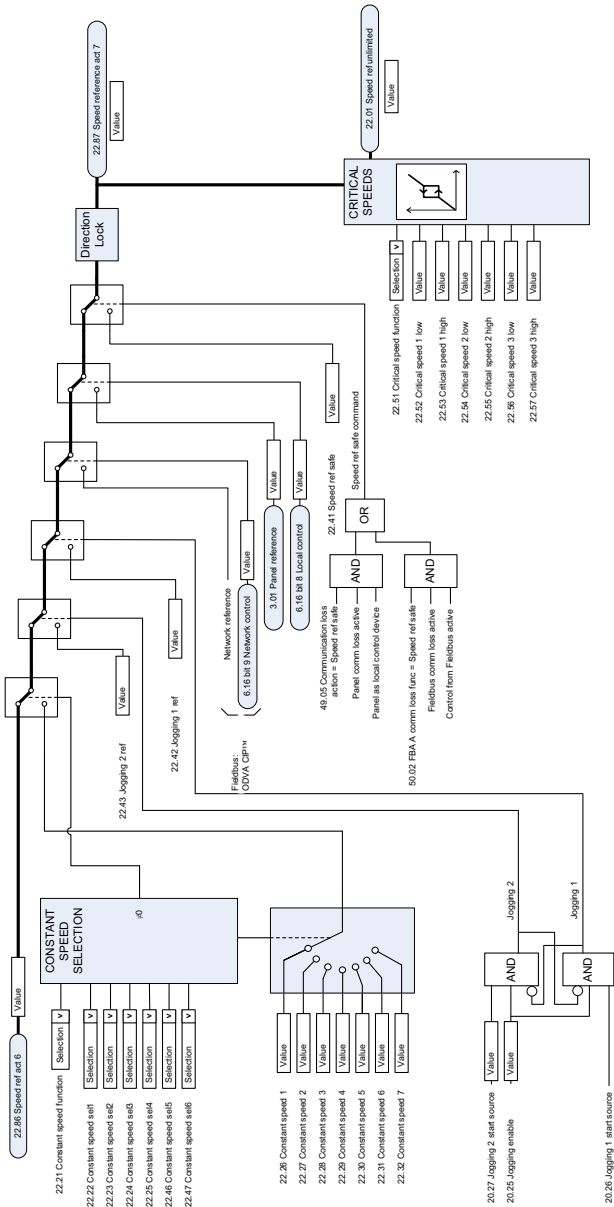 22.86 Speed ref act 6
Value
22.21 Constant speed function
Selection
v
22.22 Constant speed sel1
Selection
v
22.23 Constant speed sel2
Selection
v
22.24 Constant speed sel3
Selection
v
22.25 Constant speed sel4
Selection
v
22.46 Constant speed sel5
Selection
v
22.47 Constant speed sel6
Selection
v
CONSTANT
SPEED
SELECTION
≠0
22.26 Constant speed 1
Value
22.27 Constant speed 2
Value
22.28 Constant speed 3
Value
22.29 Constant speed 4
Value
22.30 Constant speed 5
Value
22.31 Constant speed 6
Value
22.32 Constant speed 7
Value
20.27 Jogging 2 start source
Value
20.25 Jogging enable
Value
20.26 Jogging 1 start source
AND
AND
Jogging 2
Jogging 1
22.43 Jogging 2 ref
Value
22.42 Jogging 1 ref
Value
Fieldbus:
ODVA CIP™
Network reference
6.16 bit 9 Network control
Value
3.01 Panel reference
Value
6.16 bit 8 Local control
Value
22.41 Speed ref safe
Value
49.05 Communication loss
action = Speed ref safe
Panel comm loss active
Panel as local control device
AND
50.02 FBA A comm loss func = Speed ref safe
Fieldbus comm loss active
Control from Fieldbus active
AND
OR
Speed ref safe command
Direction
Lock
22.87 Speed reference act 7
Value
22.51 Critical speed function
Selection
v
22.52 Critical speed 1 low
Value
22.53 Critical speed 1 high
Value
22.54 Critical speed 2 low
Value
22.55 Critical speed 2 high
Value
22.56 Critical speed 3 low
Value
22.57 Critical speed 3 high
Value
CRITICAL
SPEEDS
22.01 Speed ref unlimited
Value